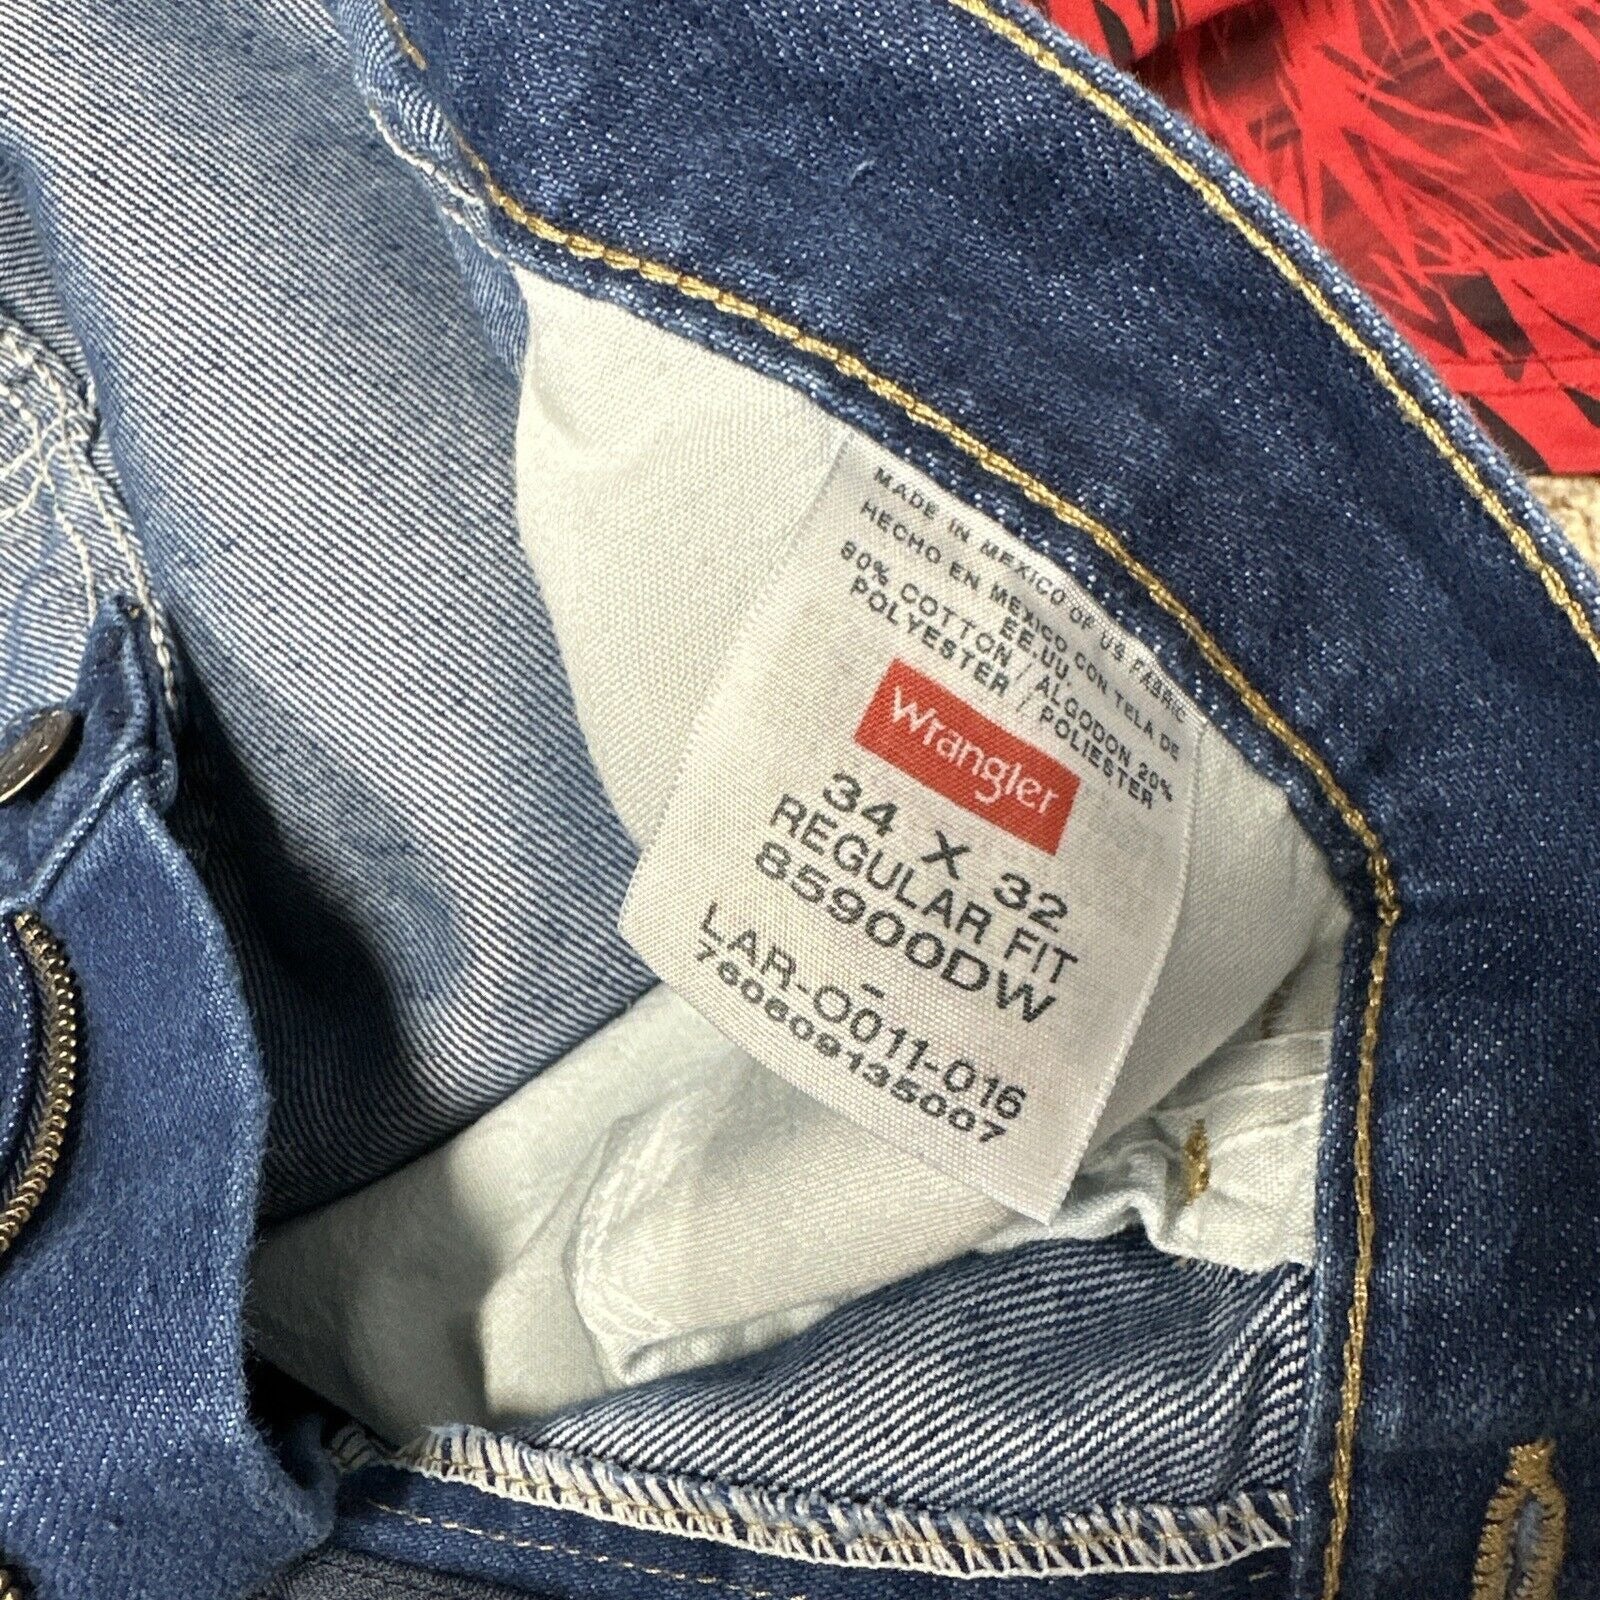 MADE IN MEXICO OF US FABRIC
HECHO EN MEXICO CON TELA DE
EE.UU.
80% COTTON / ALGODON 20%
POLYESTER / POLIESTER
Wrangler
34 X 32
REGULAR FIT
85900DW
LAR-O0011-016
760609135007